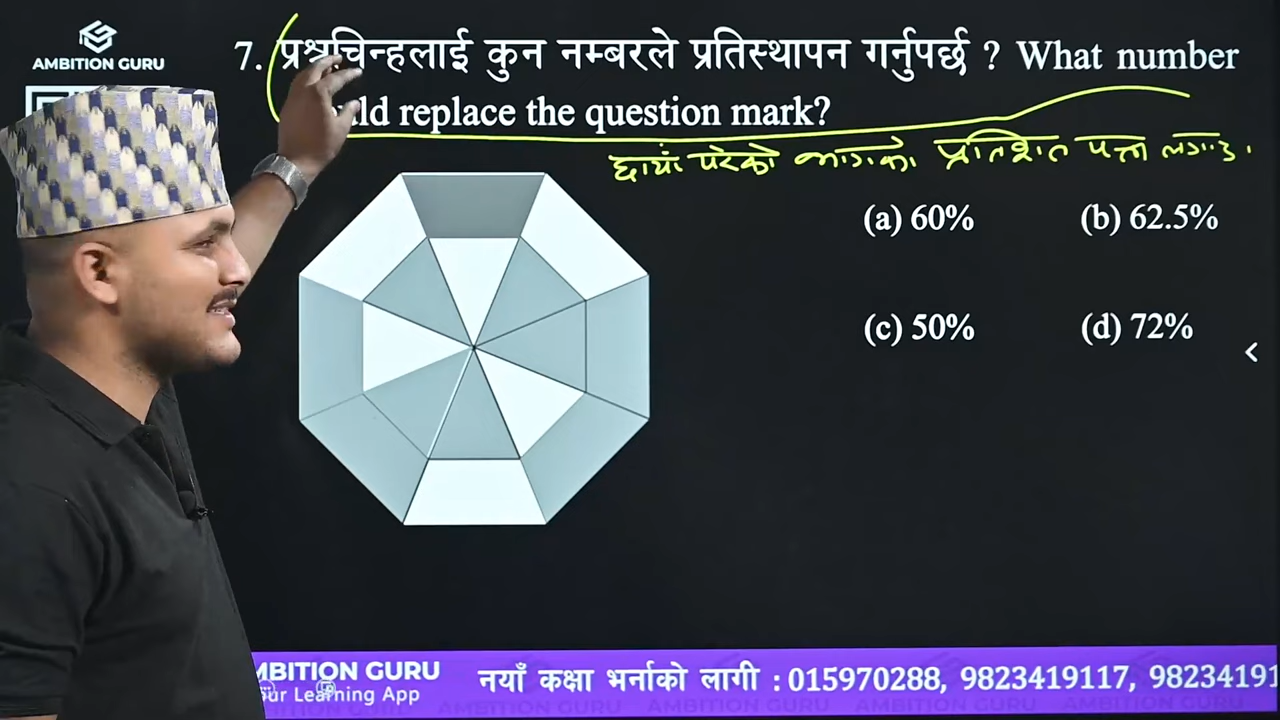 AMBITION GURU
7. प्रश्नचिन्हलाई कुन नम्बरले प्रतिस्थापन गर्नुपर्छ ? What number
uld replace the question mark?
छायाँ परेको भागको प्रतिशत पत्ता लगाउ।
(a) 60%
(b) 62.5%
(c) 50%
(d) 72%
MBITION GURU
ur Learning App
नयाँ कक्षा भर्नाको लागी : 015970288, 9823419117, 98234191